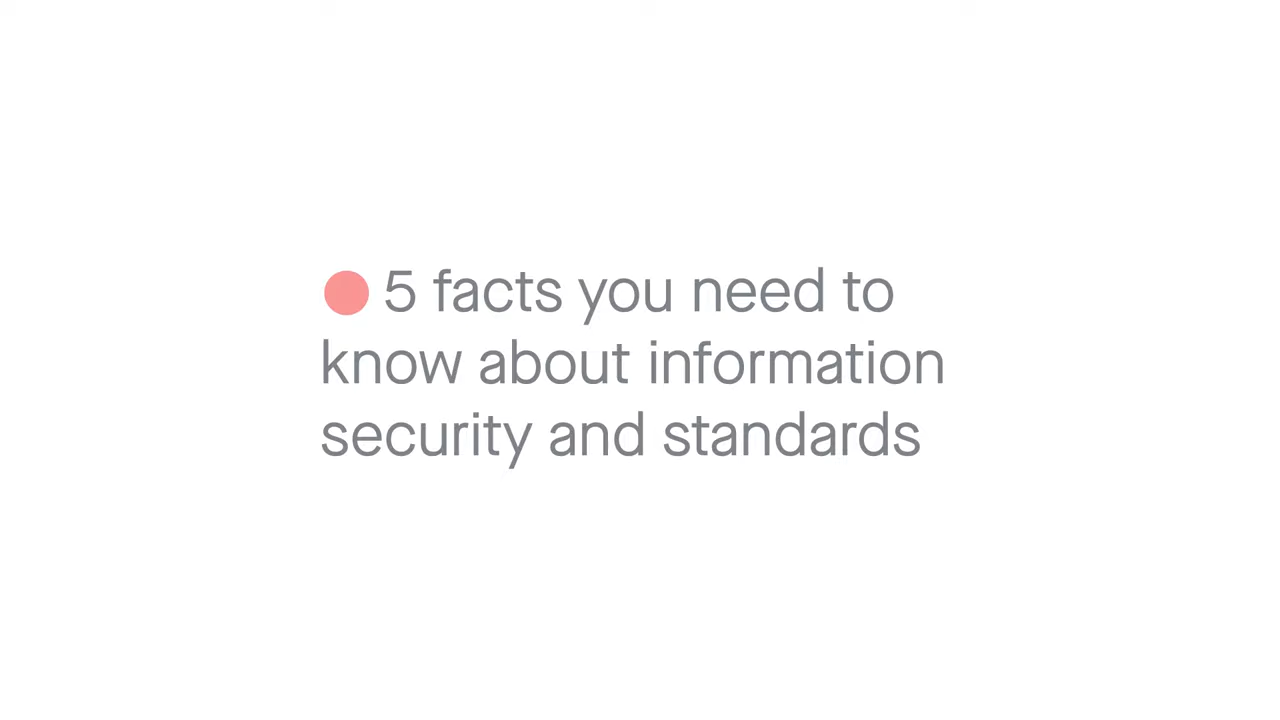 5 facts you need to
know about information
security and standards